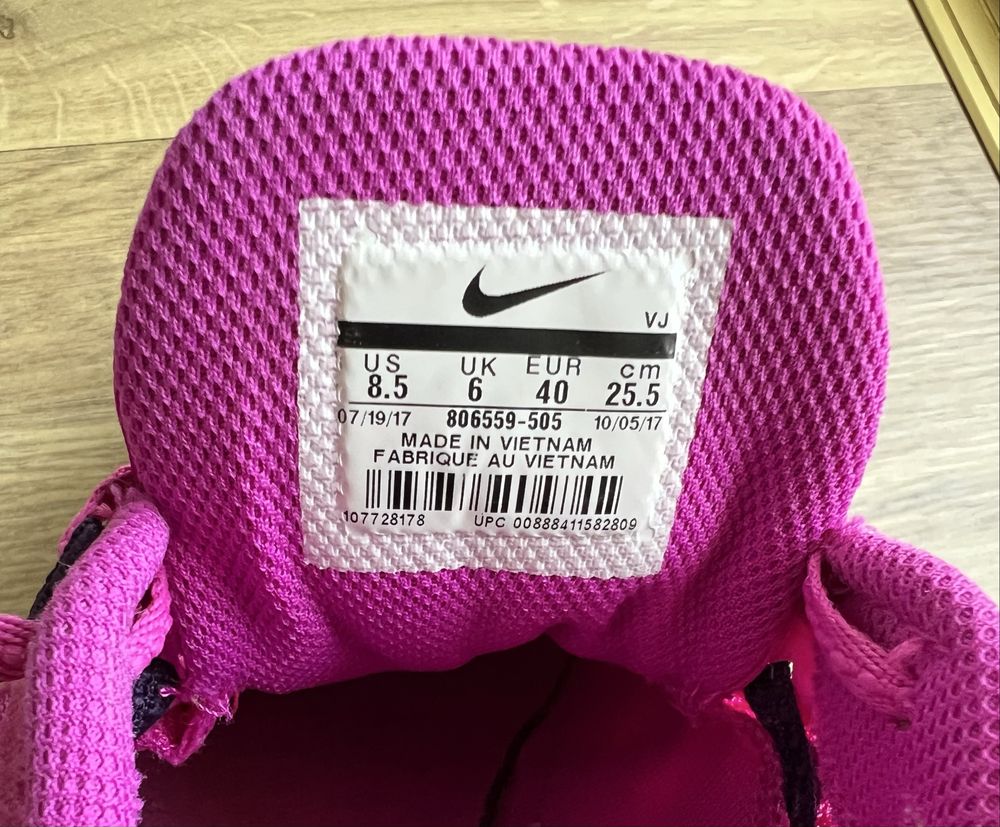 VJ
US UK EUR cm
8.5 6 40 25.5
07/19/17 806559-505 10/05/17
MADE IN VIETNAM
FABRIQUE AU VIETNAM
107728178 UPC 00888411582809